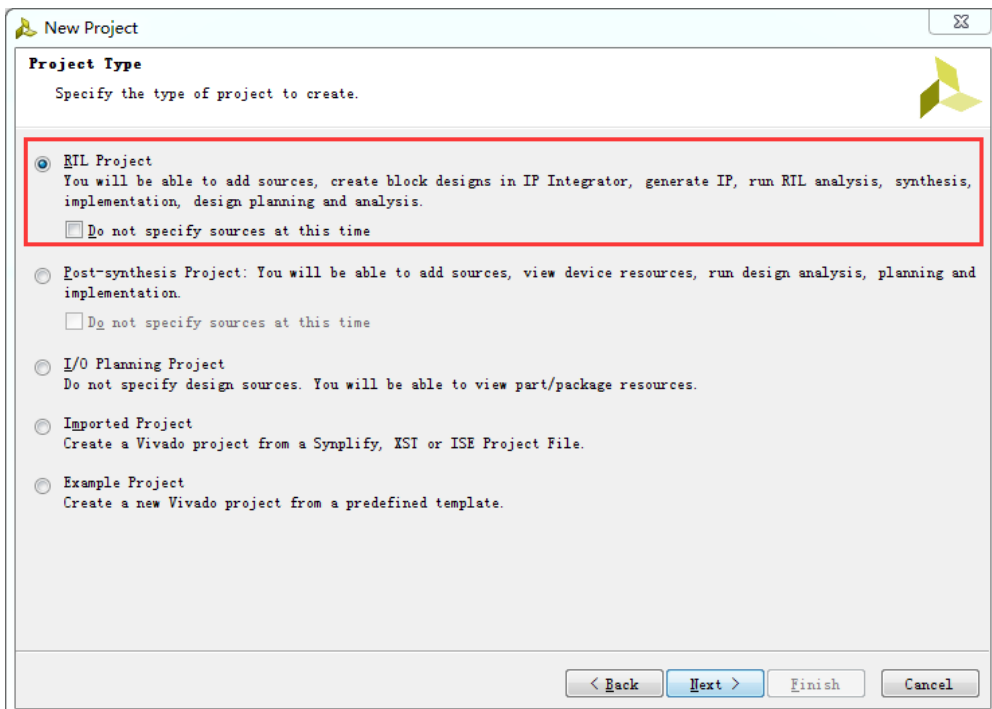 New Project
Project Type
Specify the type of project to create.
RTL Project
You will be able to add sources, create block designs in IP Integrator, generate IP, run RTL analysis, synthesis,
implementation, design planning and analysis.
Do not specify sources at this time
Post-synthesis Project: You will be able to add sources, view device resources, run design analysis, planning and
implementation.
Do not specify sources at this time
I/O Planning Project
Do not specify design sources. You will be able to view part/package resources.
Imported Project
Create a Vivado project from a Synplify, XST or ISE Project File.
Example Project
Create a new Vivado project from a predefined template.
< Back Next > Finish Cancel